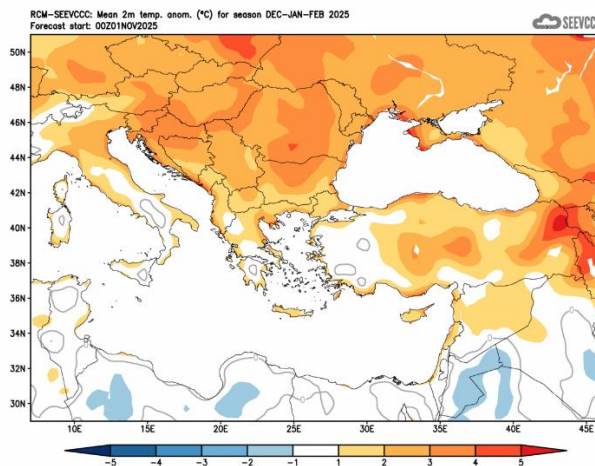 RCM-SEEVCCC: Mean 2m temp. anom. (°C) for season DEC-JAN-FEB 2025
Forecast start: 00Z01NOV2025
SEEVCC
50N
48N
46N
44N
42N
40N
38N
36N
34N
32N
30N
10E 15E 20E 25E 30E 35E 40E 45E
-5 -4 -3 -2 -1 1 2 3 4 5